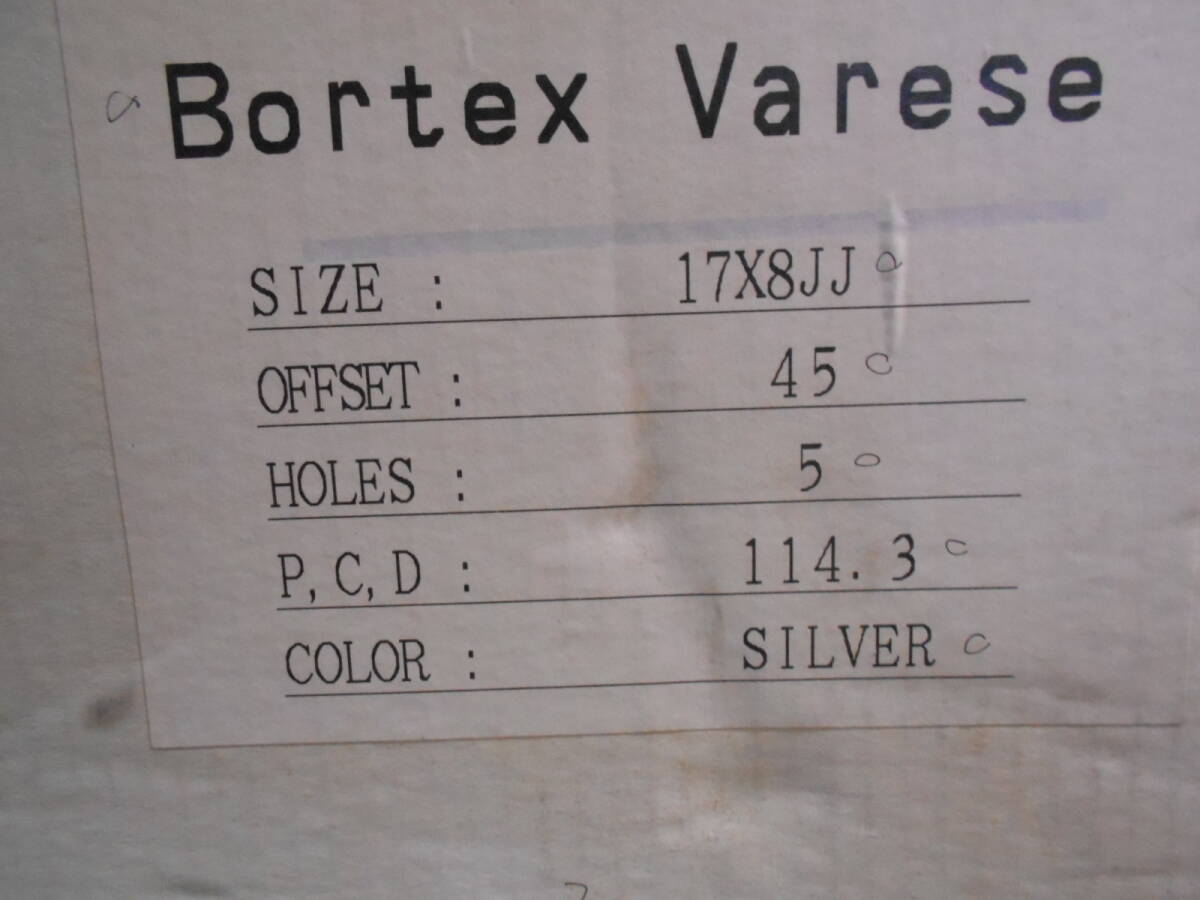 Bortex Varese
SIZE : 17X8JJ
OFFSET : 45
HOLES : 5
P,C,D : 114.3
COLOR : SILVER